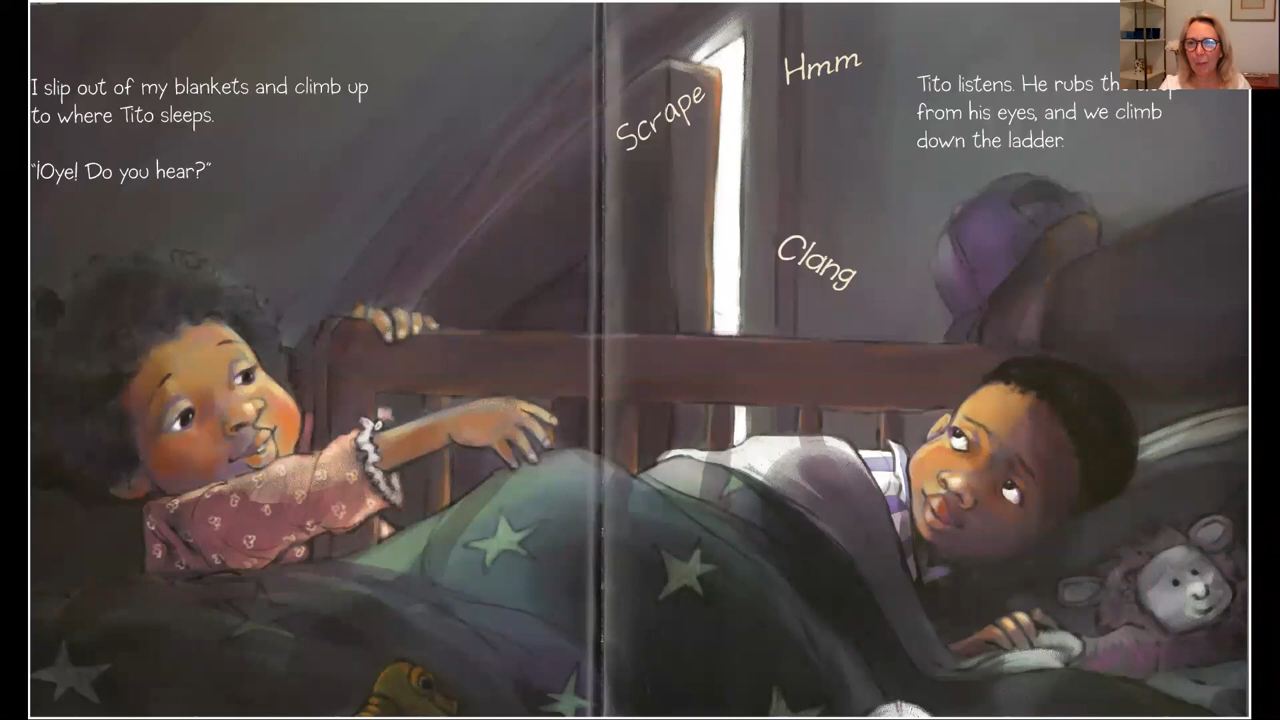 I slip out of my blankets and climb up
to where Tito sleeps.
"¡Oye! Do you hear?"
Scrape
Hmm
Clang
Tito listens. He rubs
from his eyes, and we climb
down the ladder.